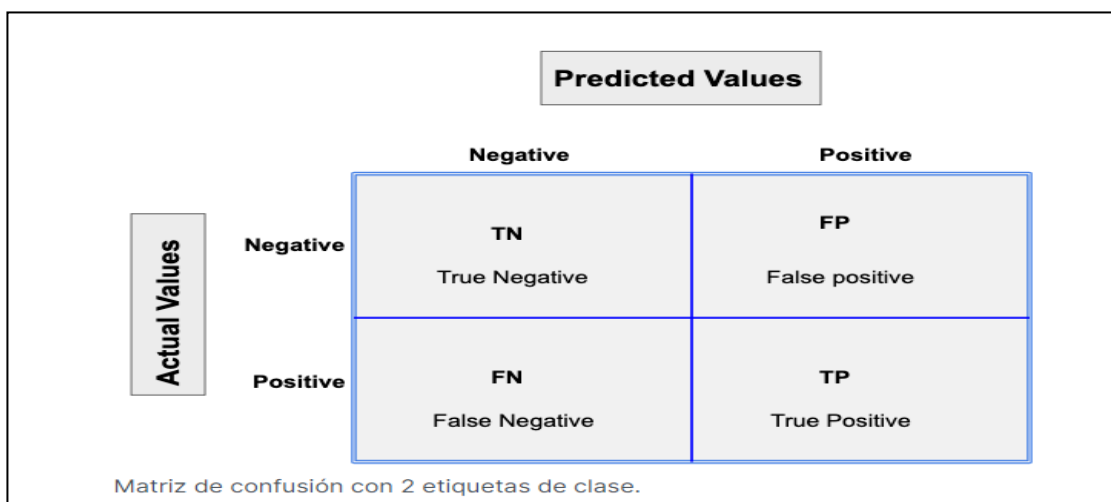 Predicted Values
Negative Positive
Actual Values
Negative
TN
True Negative
FP
False positive
Positive
FN
False Negative
TP
True Positive
Matriz de confusión con 2 etiquetas de clase.